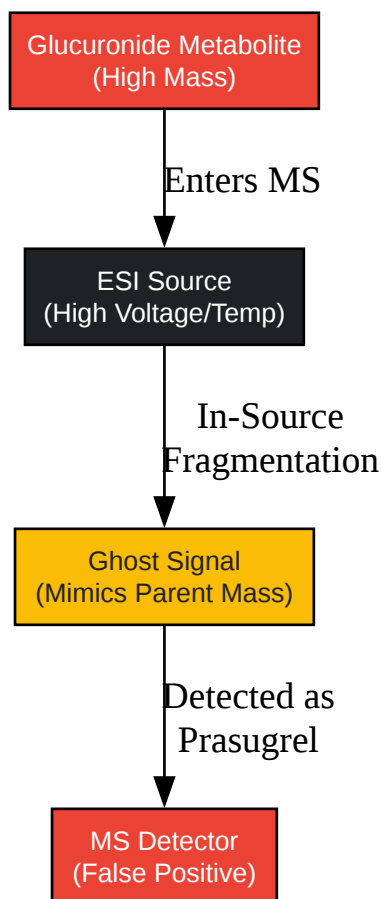 Glucuronide Metabolite
(High Mass)
Enters MS
ESI Source
(High Voltage/Temp)
In-Source
Fragmentation
Ghost Signal
(Mimics Parent Mass)
Detected as
Prasugrel
MS Detector
(False Positive)